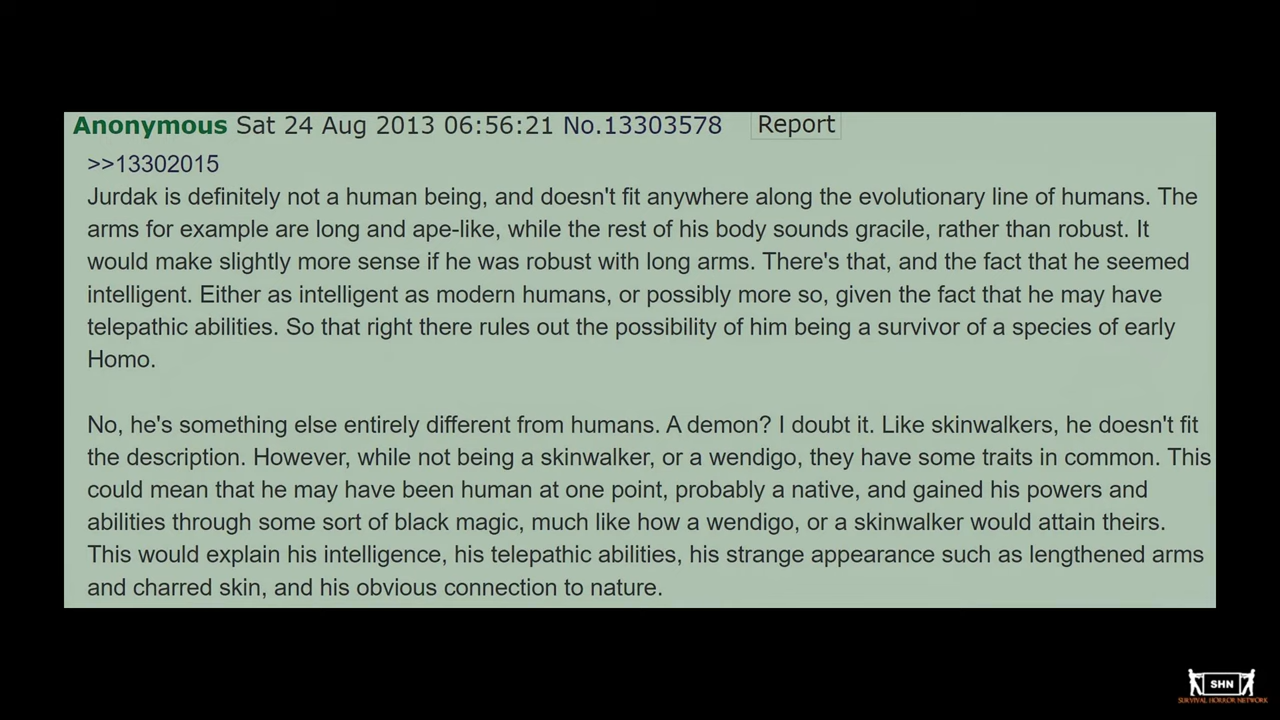 Anonymous Sat 24 Aug 2013 06:56:21 No.13303578 Report
>>13302015
Jurdak is definitely not a human being, and doesn't fit anywhere along the evolutionary line of humans. The
arms for example are long and ape-like, while the rest of his body sounds gracile, rather than robust. It
would make slightly more sense if he was robust with long arms. There's that, and the fact that he seemed
intelligent. Either as intelligent as modern humans, or possibly more so, given the fact that he may have
telepathic abilities. So that right there rules out the possibility of him being a survivor of a species of early
Homo.
No, he's something else entirely different from humans. A demon? I doubt it. Like skinwalkers, he doesn't fit
the description. However, while not being a skinwalker, or a wendigo, they have some traits in common. This
could mean that he may have been human at one point, probably a native, and gained his powers and
abilities through some sort of black magic, much like how a wendigo, or a skinwalker would attain theirs.
This would explain his intelligence, his telepathic abilities, his strange appearance such as lengthened arms
and charred skin, and his obvious connection to nature.
SHN
SURVIVAL HORROR NETWORK